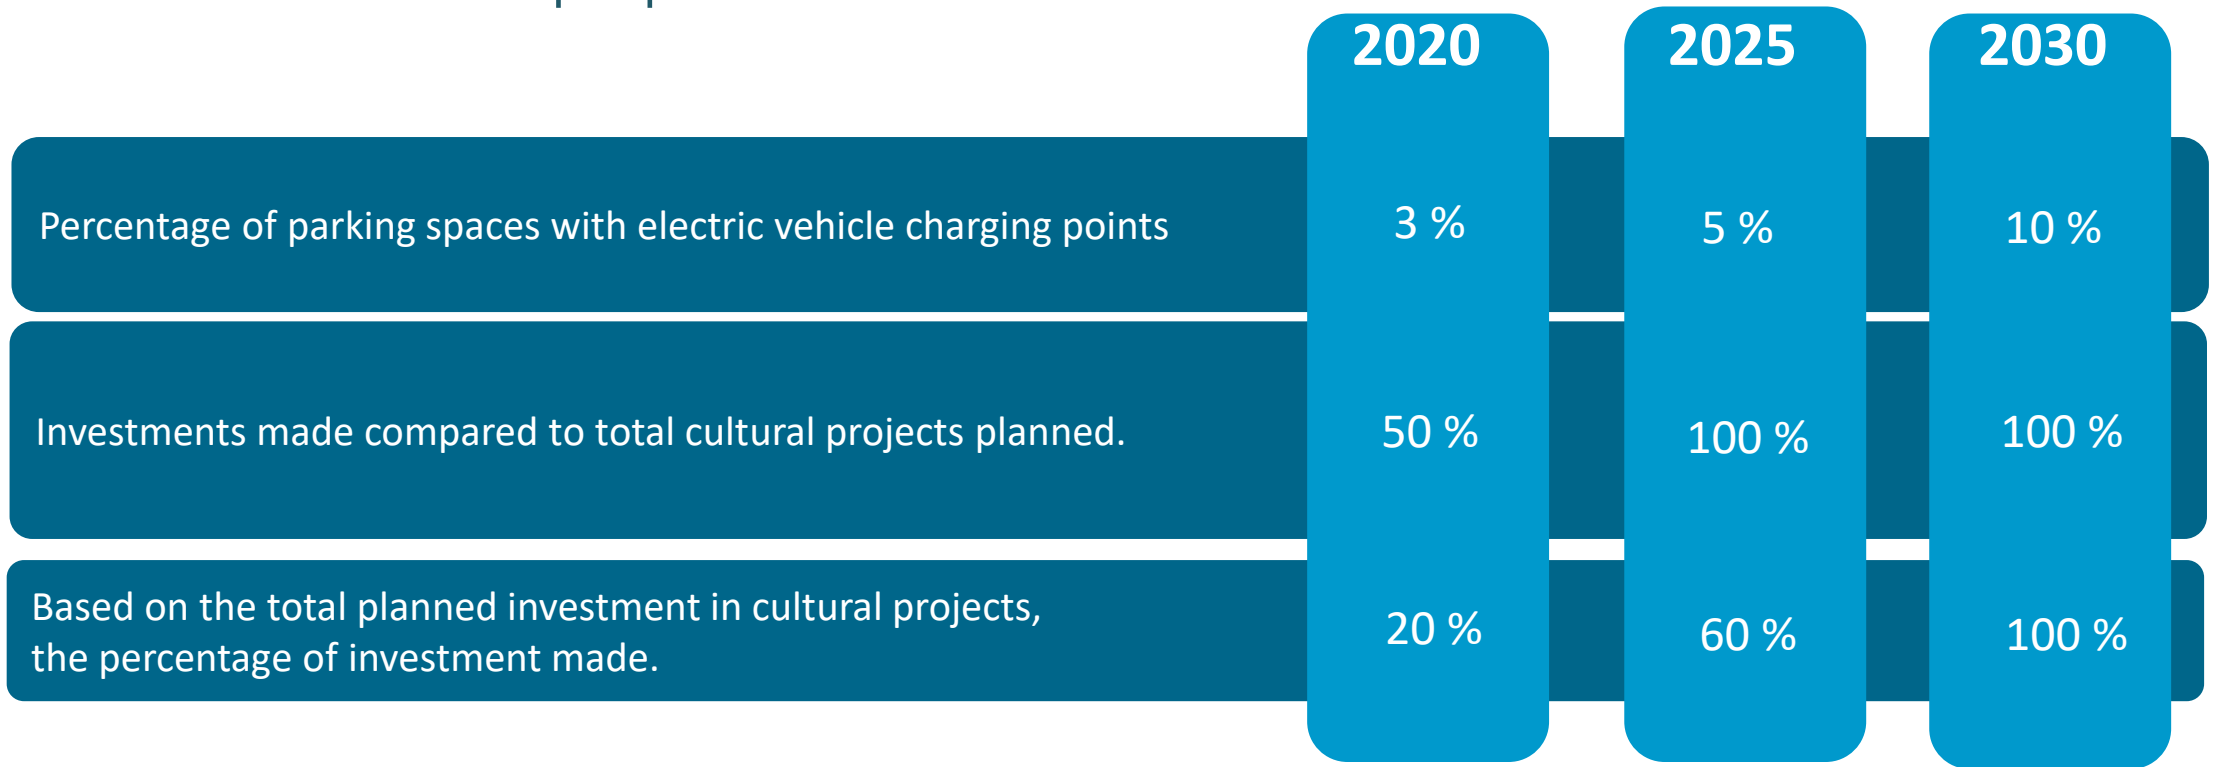 2020 2025 2030
Percentage of parking spaces with electric vehicle charging points 3 % 5 % 10 %
Investments made compared to total cultural projects planned. 50 % 100 % 100 %
Based on the total planned investment in cultural projects,
the percentage of investment made. 20 % 60 % 100 %